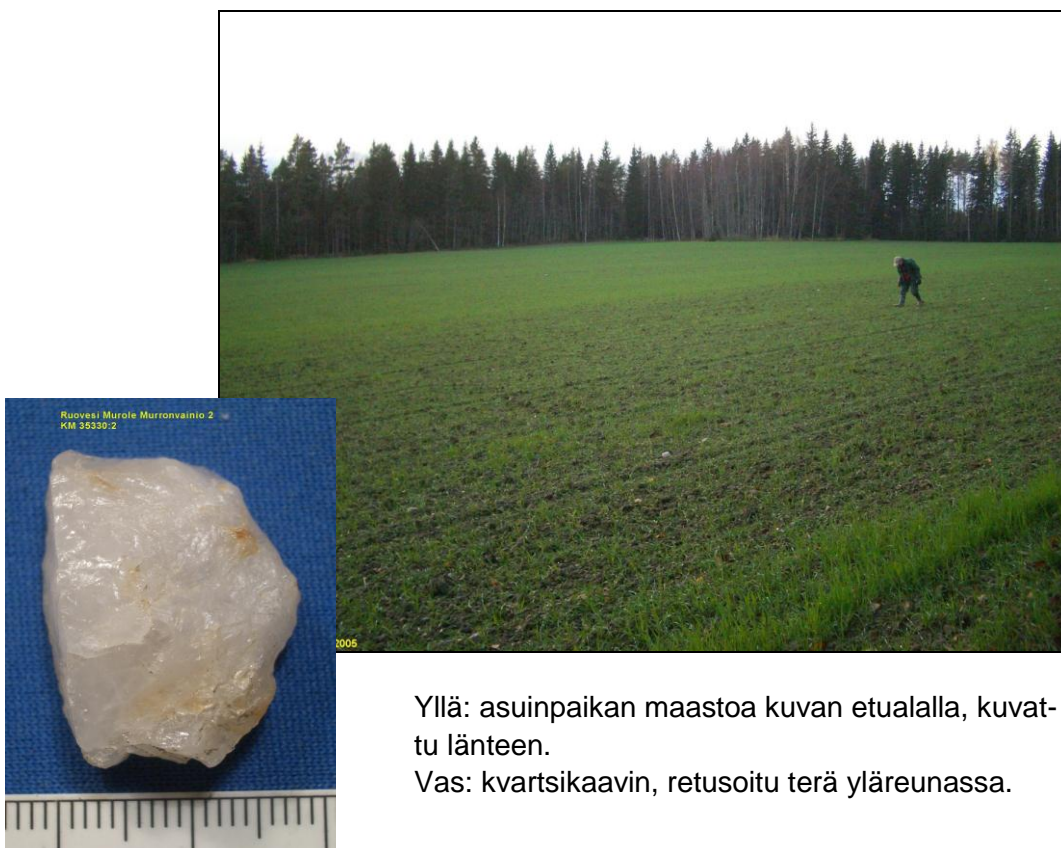 Ruovesi Murole Murronvainio 2
KM 35330:2
2005
Yllä: asuinpaikan maastoa kuvan etualalla, kuvat-
tu länteen.
Vas: kvartsikaavin, retusoitu terä yläreunassa.